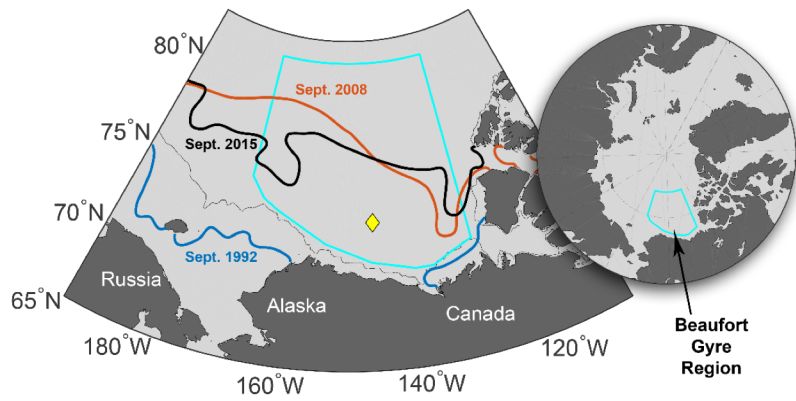 80°N
75°N
70°N
65°N
180°W
160°W
140°W
120°W
Sept. 2008
Sept. 2015
Sept. 1992
Russia
Alaska
Canada
Beaufort
Gyre
Region